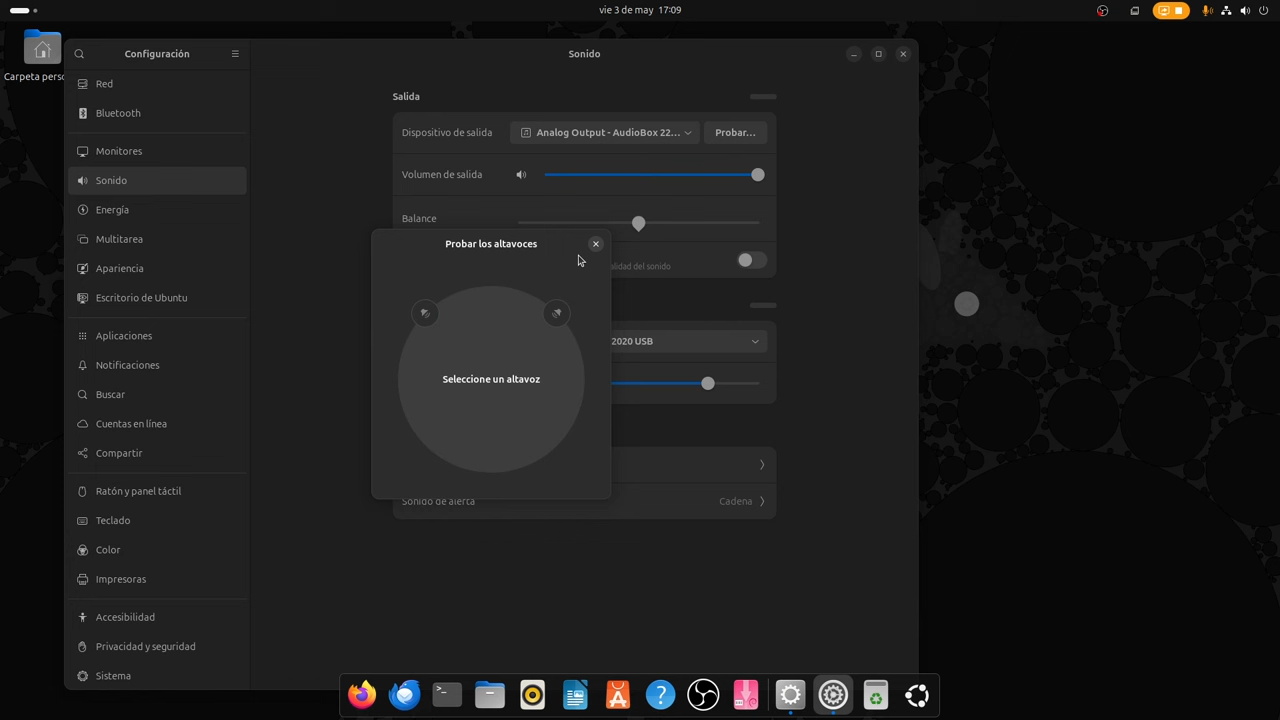 vie 3 de may 17:09
Carpeta perso
Configuración
Red
Bluetooth
Monitores
Sonido
Energía
Multitarea
Apariencia
Escritorio de Ubuntu
Aplicaciones
Notificaciones
Buscar
Cuentas en línea
Compartir
Ratón y panel táctil
Teclado
Color
Impresoras
Accesibilidad
Privacidad y seguridad
Sistema
Sonido
Salida
Dispositivo de salida
Analog Output - AudioBox 22...
Probar...
Volumen de salida
Balance
alidad del sonido
2020 USB
Sonido de alerta
Cadena
Probar los altavoces
Seleccione un altavoz